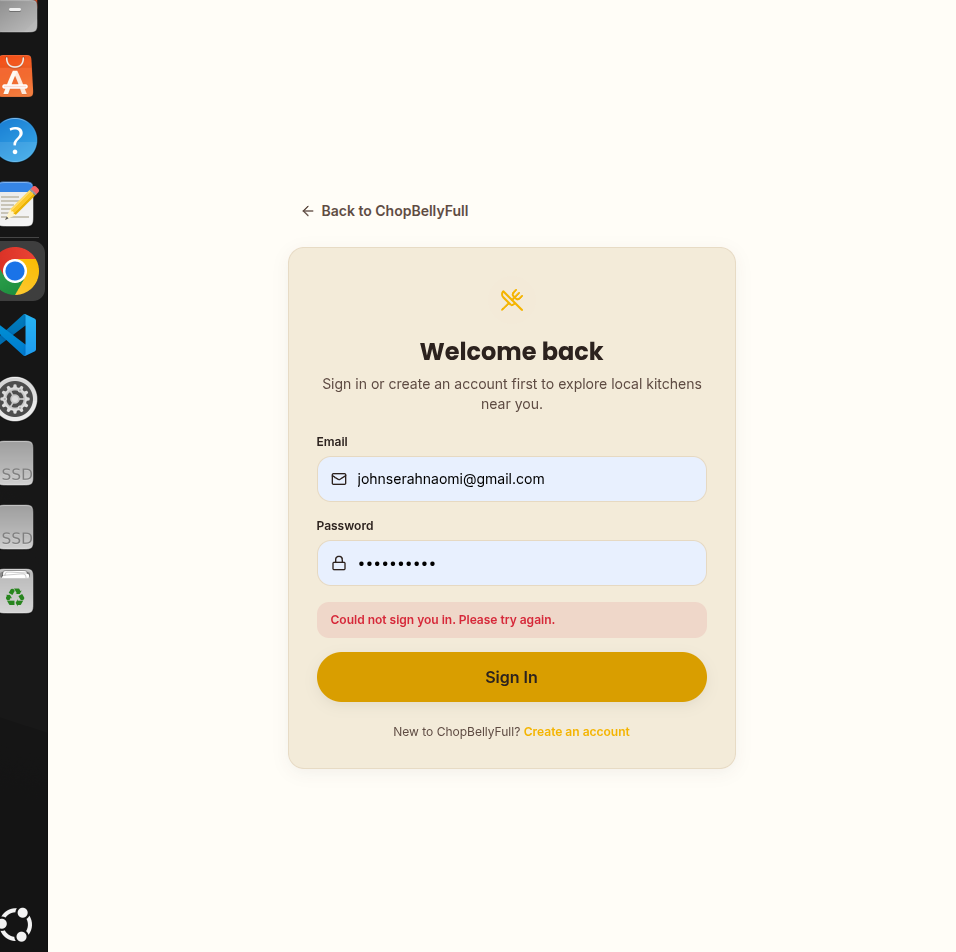 Back to ChopBellyFull
Welcome back
Sign in or create an account first to explore local kitchens
near you.
Email
johnserahnaomi@gmail.com
Password
••••••••••
Could not sign you in. Please try again.
Sign In
New to ChopBellyFull? Create an account
SSD
SSD